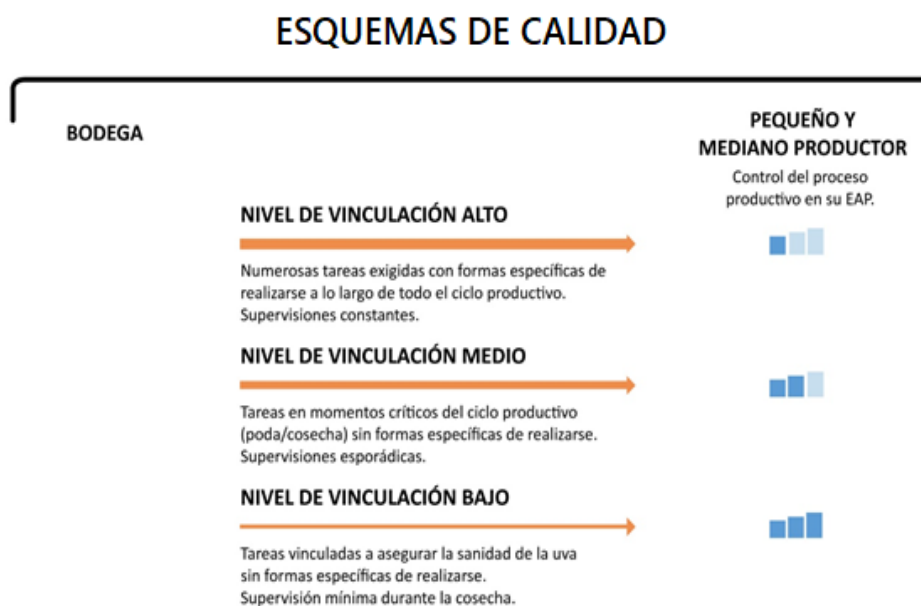 ESQUEMAS DE CALIDAD
BODEGA
PEQUEÑO Y
MEDIANO PRODUCTOR
Control del proceso
productivo en su EAP.
NIVEL DE VINCULACIÓN ALTO
Numerosas tareas exigidas con formas específicas de
realizarse a lo largo de todo el ciclo productivo.
Supervisiones constantes.
NIVEL DE VINCULACIÓN MEDIO
Tareas en momentos críticos del ciclo productivo
(poda/cosecha) sin formas específicas de realizarse.
Supervisiones esporádicas.
NIVEL DE VINCULACIÓN BAJO
Tareas vinculadas a asegurar la sanidad de la uva
sin formas específicas de realizarse.
Supervisión mínima durante la cosecha.